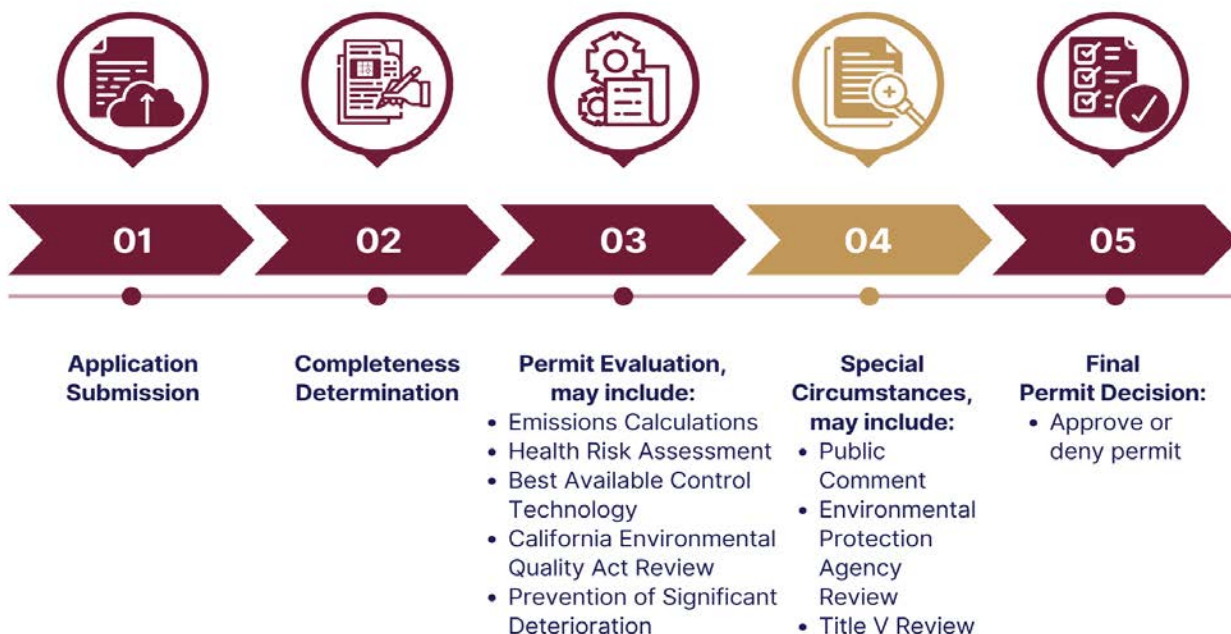 01
02
03
04
05
Application
Submission
Completeness
Determination
Permit Evaluation,
may include:
• Emissions Calculations
• Health Risk Assessment
• Best Available Control
Technology
• California Environmental
Quality Act Review
• Prevention of Significant
Deterioration
Special
Circumstances,
may include:
• Public
Comment
• Environmental
Protection
Agency
Review
• Title V Review
Final
Permit Decision:
• Approve or
deny permit